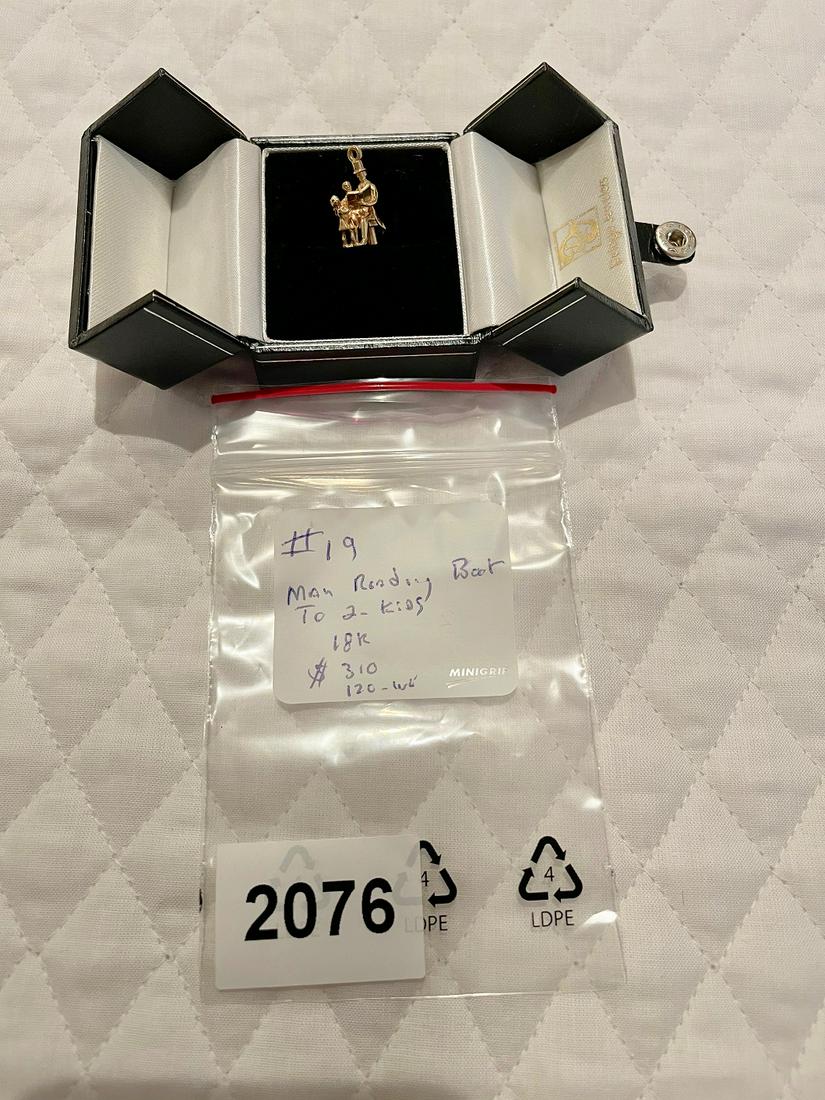 #19
Man Reading Book
To 2- Kids
18K
$ 310
MINIGRIP
2076
4
LDPE
4
LDPE